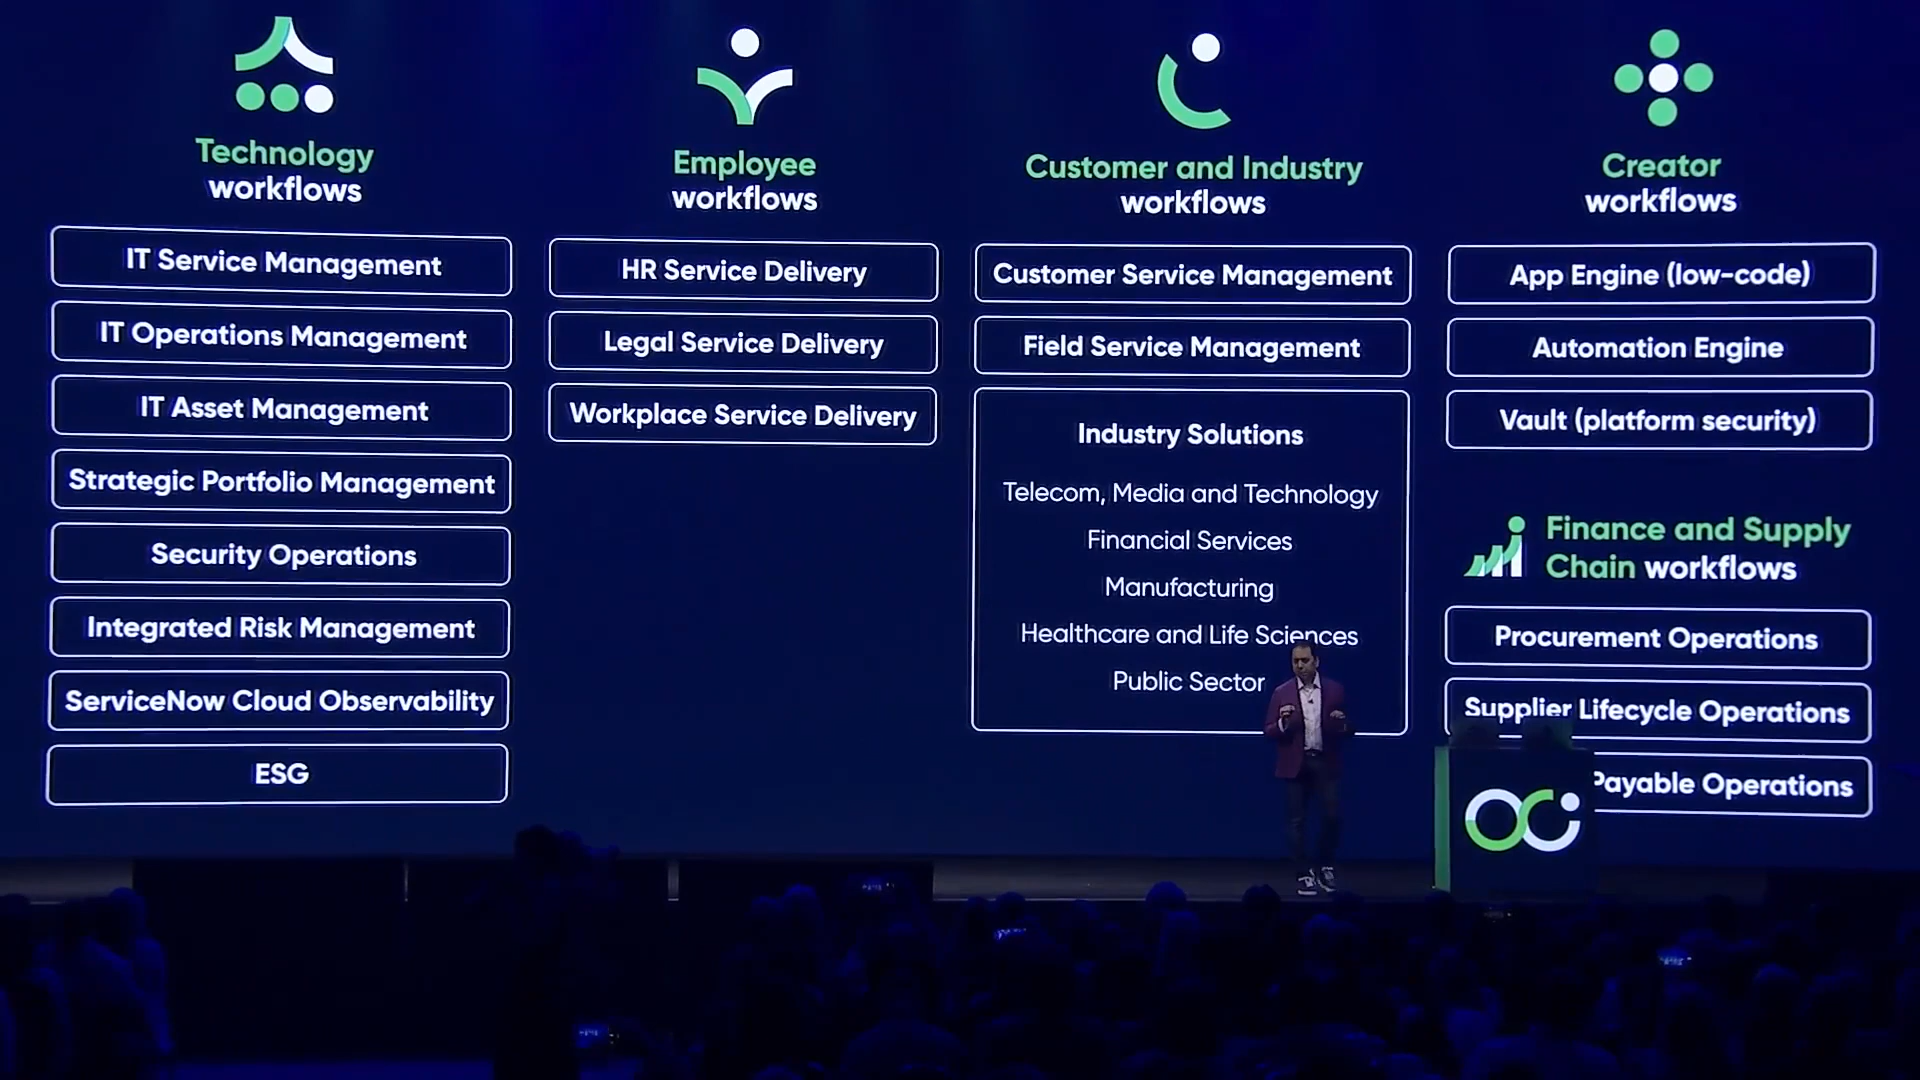 Technology
workflows
IT Service Management
IT Operations Management
IT Asset Management
Strategic Portfolio Management
Security Operations
Integrated Risk Management
ServiceNow Cloud Observability
ESG
Employee
workflows
HR Service Delivery
Legal Service Delivery
Workplace Service Delivery
Customer and Industry
workflows
Customer Service Management
Field Service Management
Industry Solutions
Telecom, Media and Technology
Financial Services
Manufacturing
Healthcare and Life Sciences
Public Sector
Creator
workflows
App Engine (low-code)
Automation Engine
Vault (platform security)
Finance and Supply
Chain workflows
Procurement Operations
Supplier Lifecycle Operations
Payable Operations